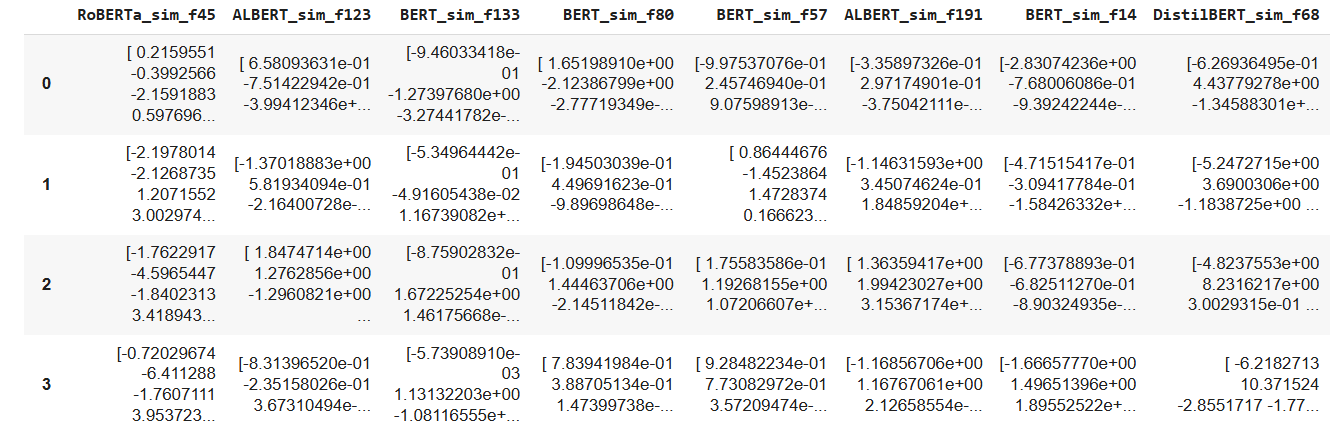 RoBERTa_sim_f45 ALBERT_sim_f123 BERT_sim_f133 BERT_sim_f80 BERT_sim_f57 ALBERT_sim_f191 BERT_sim_f14 DistilBERT_sim_f68
0
[ 0.2159551
-0.3992566
-2.1591883
0.597696...
[ 6.58093631e-01
-7.51422942e-01
-3.99412346e+...
[-9.46033418e-
01
-1.27397680e+00
-3.27441782e-...
[ 1.65198910e+00
-2.12386799e+00
-2.77719349e-...
[-9.97537076e-01
2.45746940e-01
9.07598913e-...
[-3.35897326e-01
2.97174901e-01
-3.75042111e-...
[-2.83074236e+00
-7.68006086e-01
-9.39242244e-...
[-6.26936495e-01
4.43779278e+00
-1.34588301e+...
1
[-2.1978014
-2.1268735
1.2071552
3.002974...
[-1.37018883e+00
5.81934094e-01
-2.16400728e-...
[-5.34964442e-
01
-4.91605438e-02
1.16739082e+...
[-1.94503039e-01
4.49691623e-01
-9.89698648e-...
[ 0.86444676
-1.4523864
1.4728374
0.166623...
[-1.14631593e+00
3.45074624e-01
1.84859204e+...
[-4.71515417e-01
-3.09417784e-01
-1.58426332e+...
[-5.2472715e+00
3.6900306e+00
-1.1838725e+00 ...
2
[-1.7622917
-4.5965447
-1.8402313
3.418943...
[ 1.8474714e+00
1.2762856e+00
-1.2960821e+00
...
[-8.75902832e-
01
1.67225254e+00
1.46175668e-...
[-1.09996535e-01
1.44463706e+00
-2.14511842e-...
[ 1.75583586e-01
1.19268155e+00
1.07206607e+...
[ 1.36359417e+00
1.99423027e+00
3.15367174e+...
[-6.77378893e-01
-6.82511270e-01
-8.90324935e-...
[-4.8237553e+00
8.2316217e+00
3.0029315e-01 ...
3
[-0.72029674
-6.411288
-1.7607111
3.953723...
[-8.31396520e-01
-2.35158026e-01
3.67310494e-...
[-5.73908910e-
03
1.13132203e+00
-1.08116555e+...
[ 7.83941984e-01
3.88705134e-01
1.47399738e-...
[ 9.28482234e-01
7.73082972e-01
3.57209474e-...
[-1.16856706e+00
1.16767061e+00
2.12658554e-...
[-1.66657770e+00
1.49651396e+00
1.89552522e+...
[ -6.2182713
10.371524
-2.8551717 -1.77...